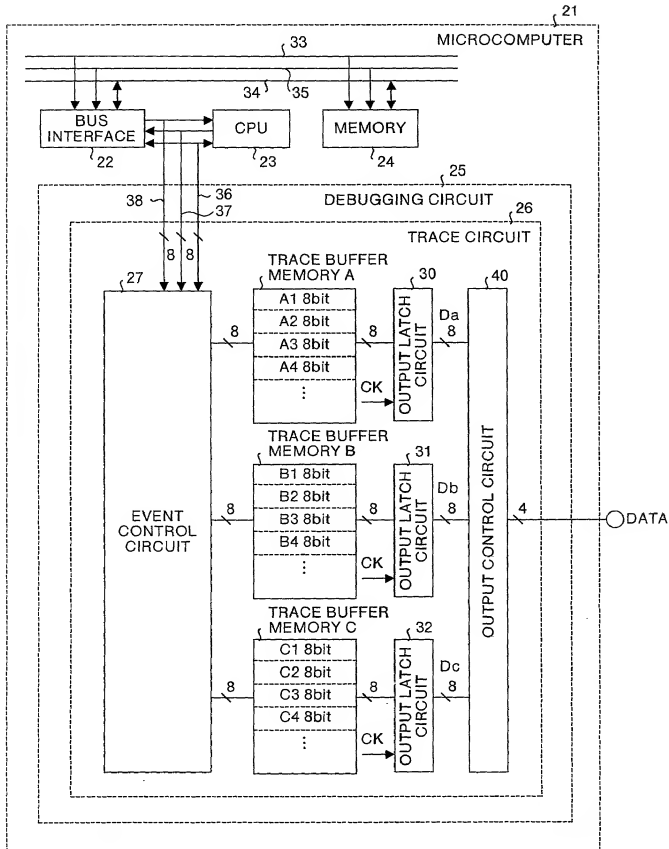 21
MICROCOMPUTER
33
34
35
BUS
INTERFACE
22
CPU
23
MEMORY
24
36
37
38
25
DEBUGGING CIRCUIT
26
TRACE CIRCUIT
8
8
27
EVENT
CONTROL
CIRCUIT
TRACE BUFFER
MEMORY A
8
A1 8bit
A2 8bit
A3 8bit
A4 8bit
⋮
8
CK
30
OUTPUT LATCH
CIRCUIT
Da
8
40
OUTPUT CONTROL CIRCUIT
TRACE BUFFER
MEMORY B
8
B1 8bit
B2 8bit
B3 8bit
B4 8bit
⋮
8
CK
31
OUTPUT LATCH
CIRCUIT
Db
8
4
DATA
TRACE BUFFER
MEMORY C
8
C1 8bit
C2 8bit
C3 8bit
C4 8bit
⋮
8
CK
32
OUTPUT LATCH
CIRCUIT
Dc
8